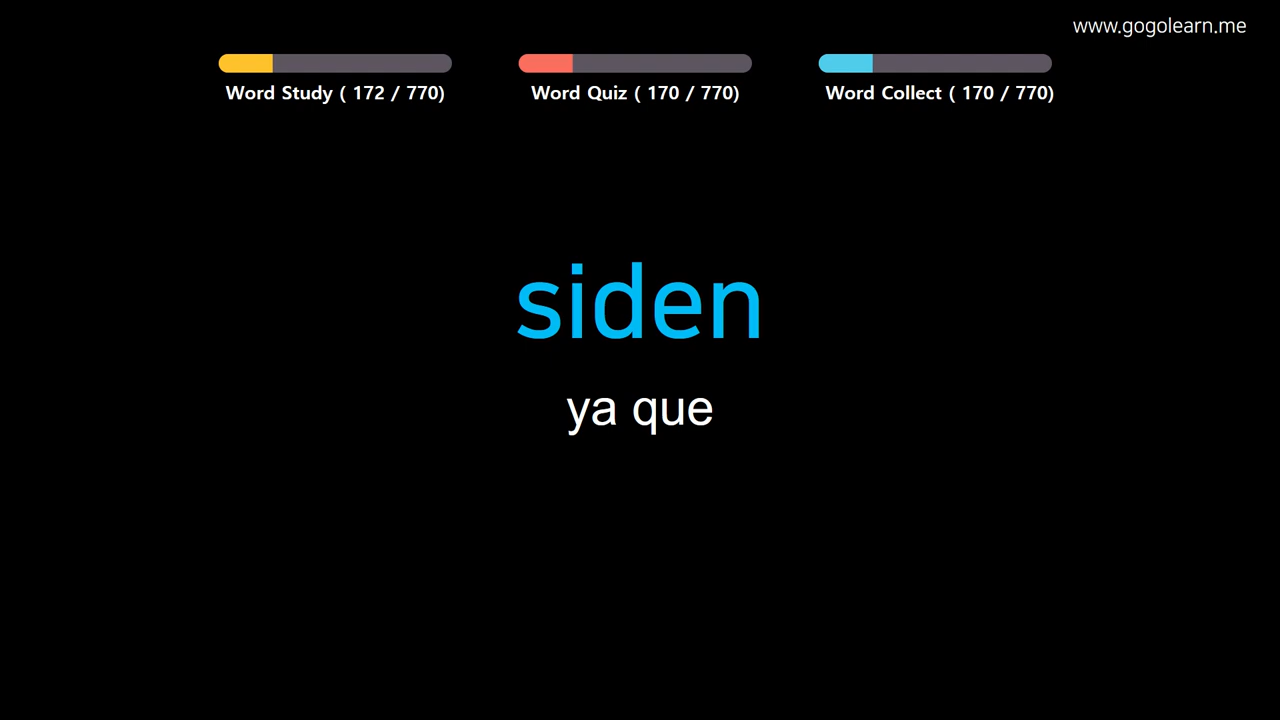 www.gogolearn.me
Word Study ( 172 / 770)
Word Quiz ( 170 / 770)
Word Collect ( 170 / 770)
siden
ya que